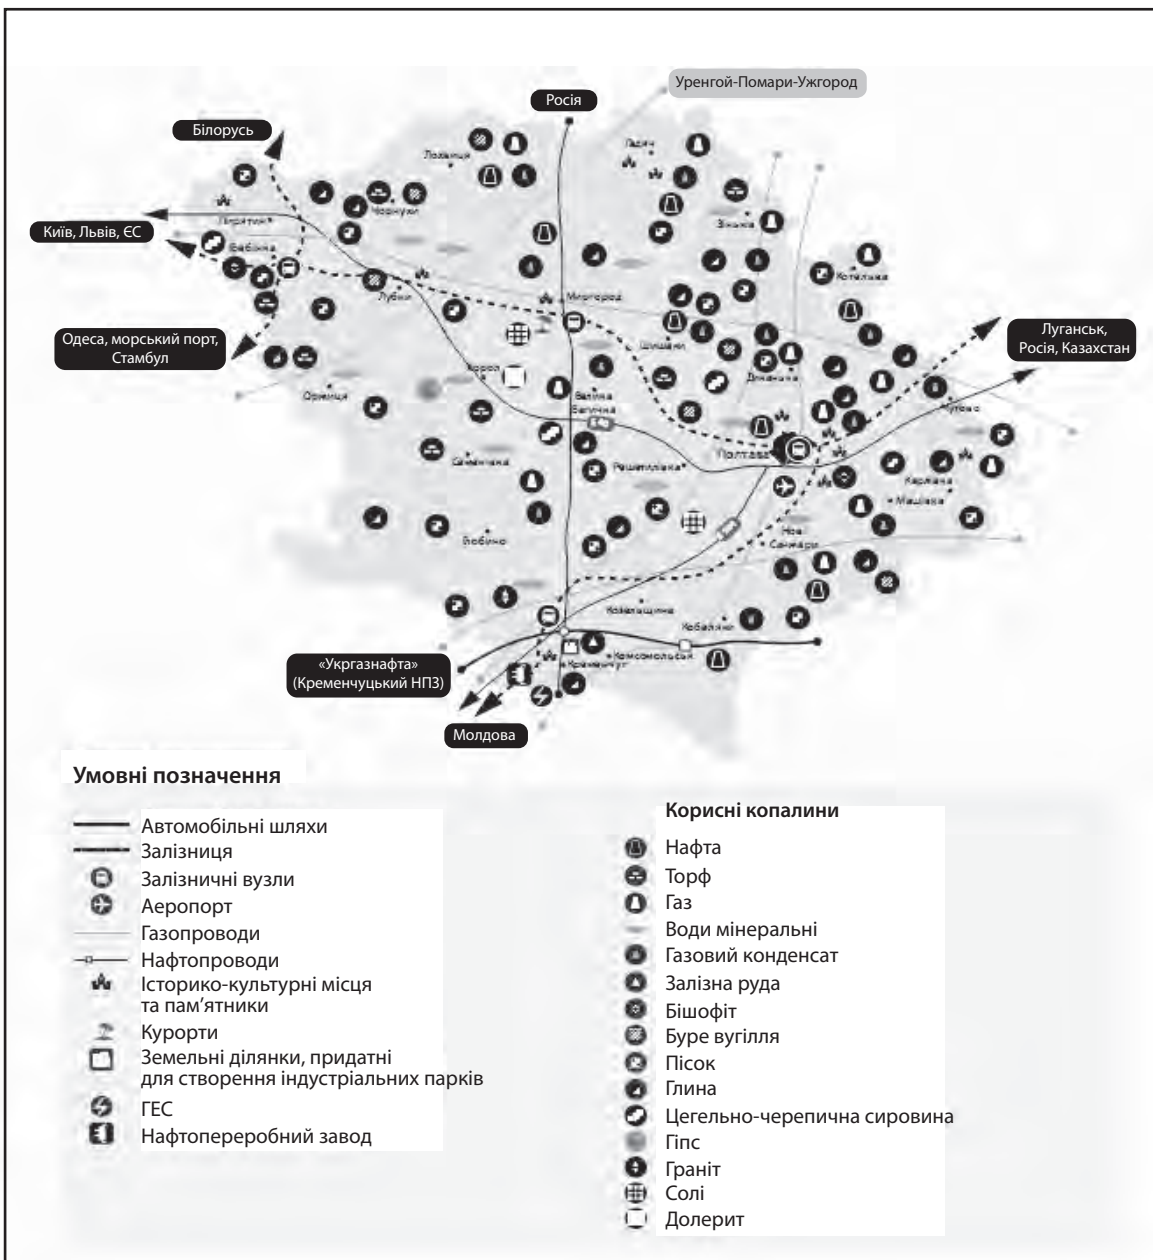 Уренгой-Помари-Ужгород
Росія
Білорусь
Гадяч
Лохвиця
Чорнухи
Зіньків
Пирятин
Київ, Львів, ЄС
Гребінка
Котельва
Лубни
Миргород
Одеса, морський порт,
Стамбул
Луганськ,
Росія, Казахстан
Шишаки
Диканька
Хорол
Оржиця
Велика
Багачка
Чутово
Полтава
Семенівка
Решетилівка
Карлівка
Машівка
Глобино
Нові
Санжари
Козельщина
Кобеляки
«Укргазнафта»
(Кременчуцький НПЗ)
Комсомольськ
Кременчуг
Молдова
Умовні позначення
Автомобільні шляхи
Залізниця
Залізничні вузли
Аеропорт
Газопроводи
Нафтопроводи
Історико-культурні місця
та пам’ятники
Курорти
Земельні ділянки, придатні
для створення індустріальних парків
ГЕС
Нафтопереробний завод
Корисні копалини
Нафта
Торф
Газ
Води мінеральні
Газовий конденсат
Залізна руда
Бішофіт
Буре вугілля
Пісок
Глина
Цегельно-черепична сировина
Гіпс
Граніт
Солі
Долерит